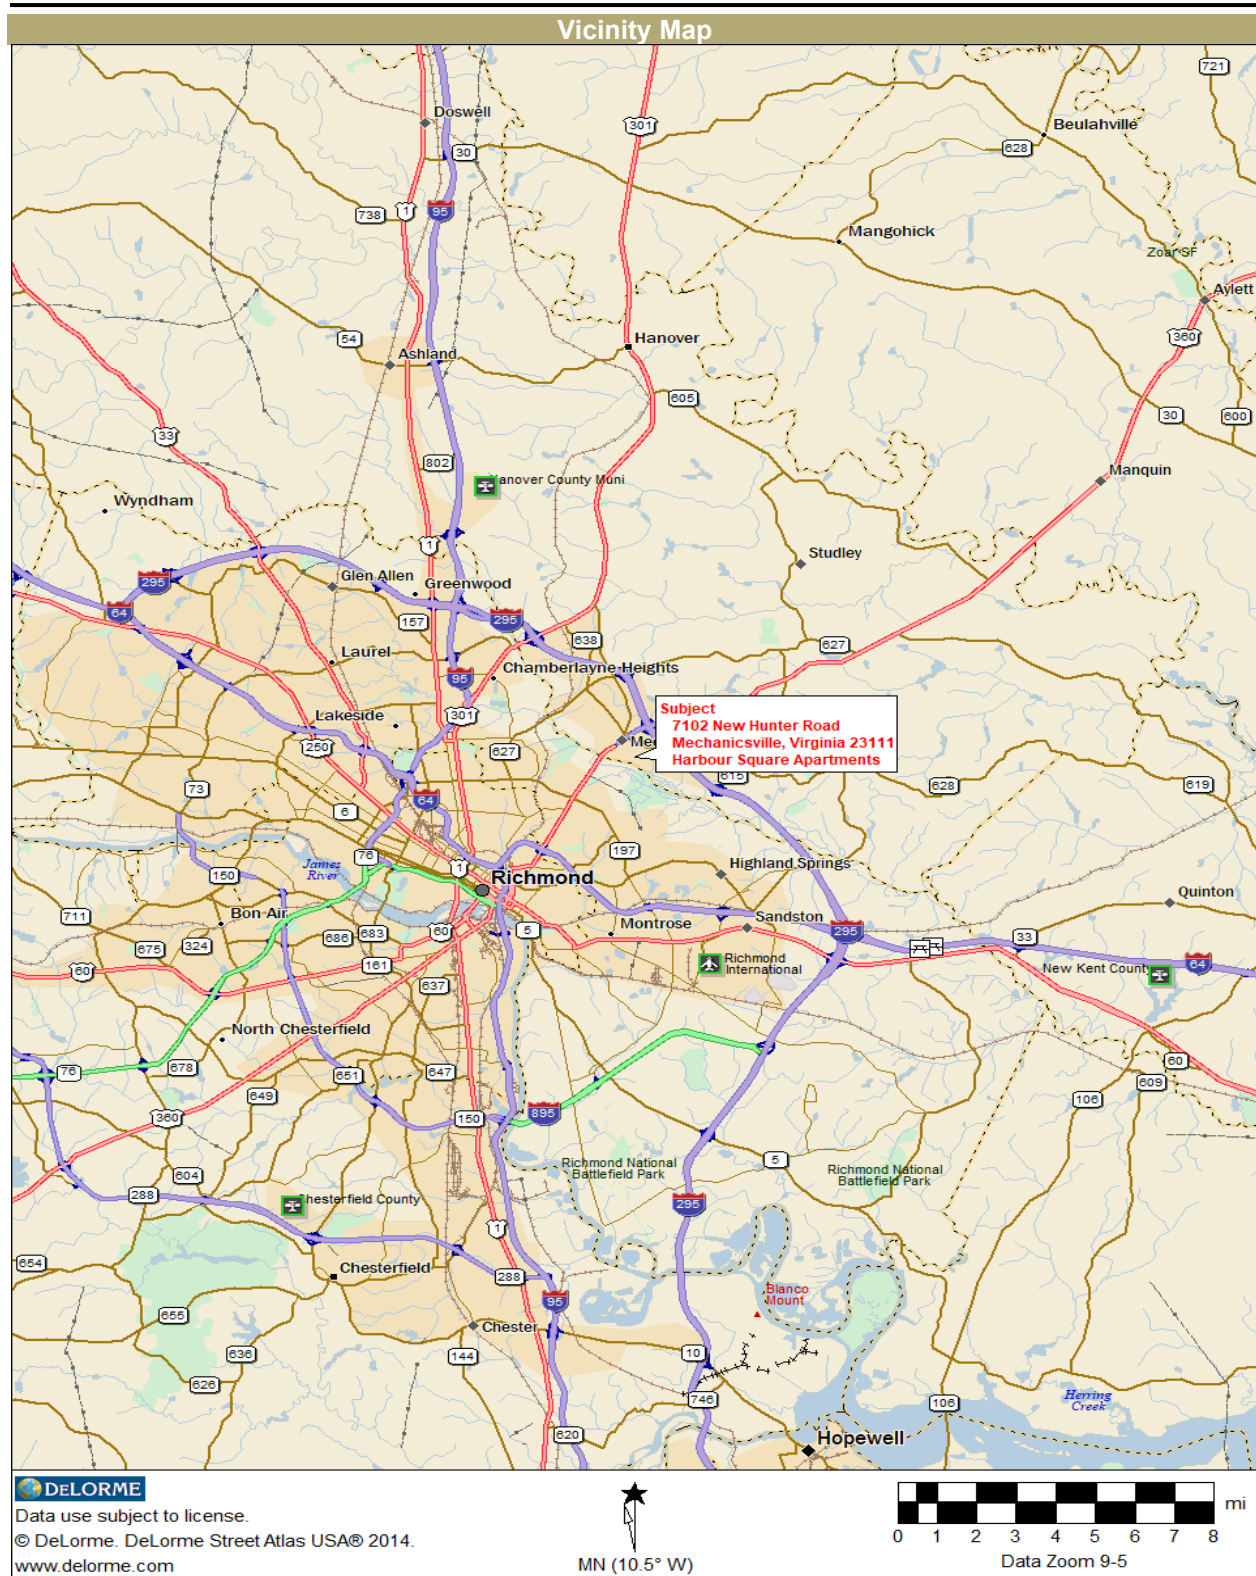 Vicinity Map
721
Doswell
301
Beulahville
30
628
738
1
95
Mangohick
Zoar SF
Aylett
54
Hanover
360
Ashland
605
30
600
33
802
Manquin
anover County Muni
Wyndham
1
Studley
295
Glen Allen
Greenwood
64
157
295
638
627
Laurel
Chamberlayne Heights
95
Subject
7102 New Hunter Road
Mechanicsville, Virginia 23111
Harbour Square Apartments
Lakeside
301
250
627
Mec
615
628
619
73
6
64
197
James
River
76
1
Highland Springs
150
Richmond
Quinton
711
Bon Air
Montrose
Sandston
5
295
675
324
686
683
60
33
60
161
Richmond
International
New Kent County
64
637
North Chesterfield
76
678
651
647
60
609
649
106
360
150
895
5
Richmond National
Battlefield Park
Richmond National
Battlefield Park
604
288
hesterfield County
295
1
654
Chesterfield
288
Blanco
Mount
95
655
Chester
636
144
10
626
746
106
Herring
Creek
620
Hopewell
DELORME
Data use subject to license.
© DeLorme. DeLorme Street Atlas USA® 2014.
www.delorme.com
MN (10.5° W)
mi
0 1 2 3 4 5 6 7 8
Data Zoom 9-5